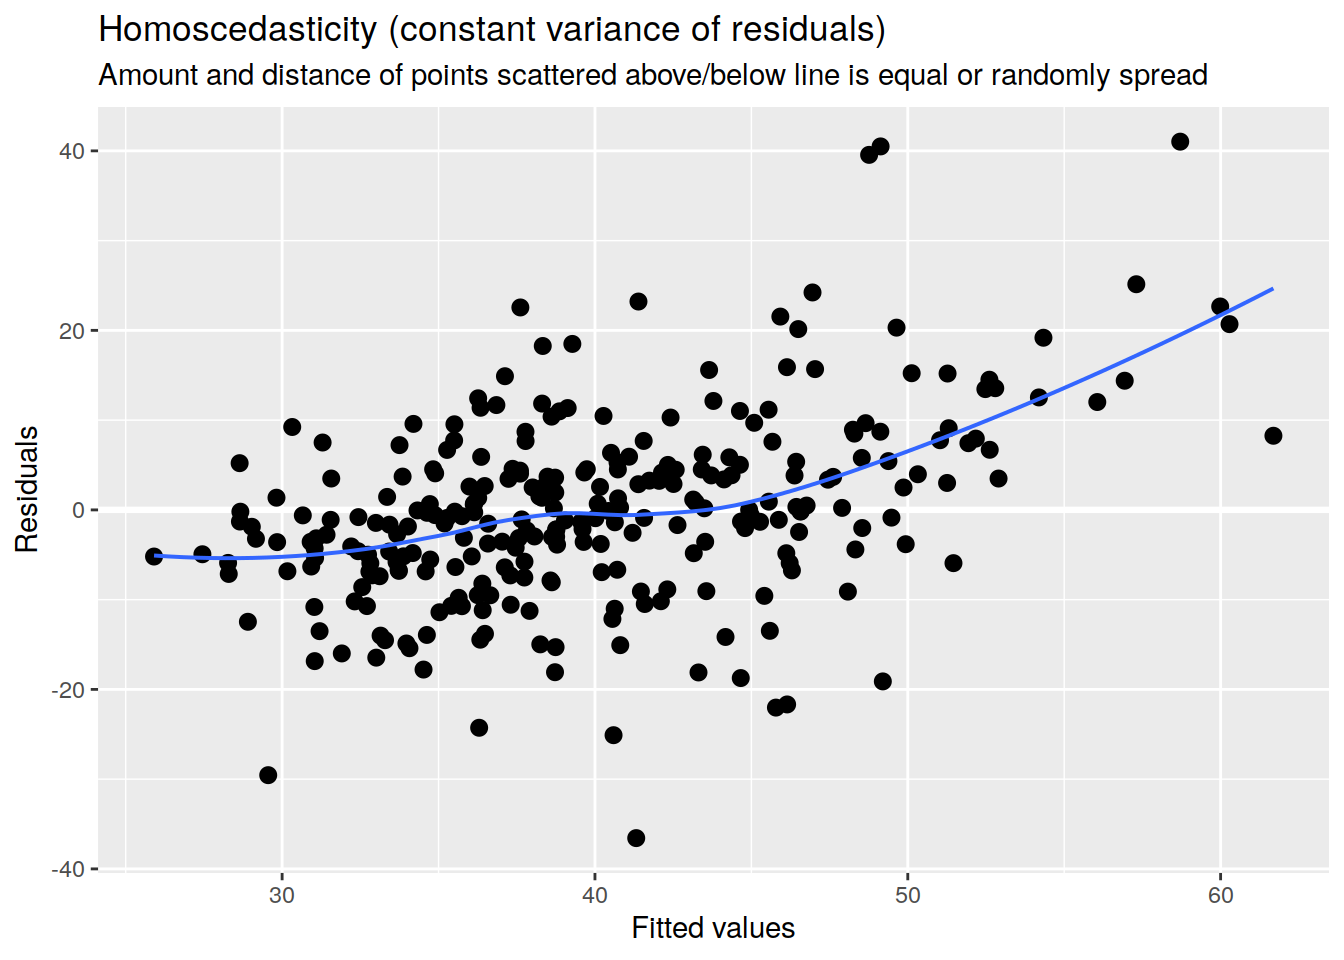 Homoscedasticity (constant variance of residuals)
Amount and distance of points scattered above/below line is equal or randomly spread
40
20
0
-20
-40
Residuals
30 40 50 60
Fitted values